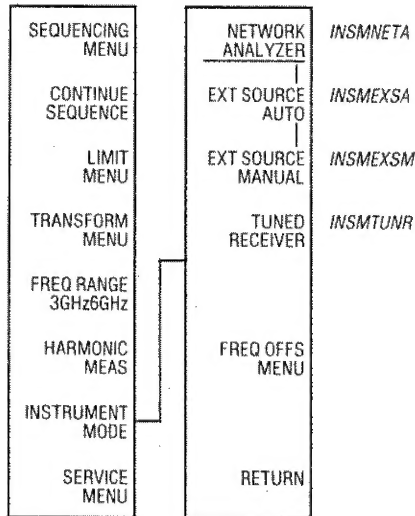 SEQUENCING
MENU
CONTINUE
SEQUENCE
LIMIT
MENU
TRANSFORM
MENU
FREQ RANGE
3GHz6GHz
HARMONIC
MEAS
INSTRUMENT
MODE
SERVICE
MENU
NETWORK
ANALYZER
INSMNETA
EXT SOURCE
AUTO
INSMEXSA
EXT SOURCE
MANUAL
INSMEXSM
TUNED
RECEIVER
INSMTUNR
FREQ OFFS
MENU
RETURN